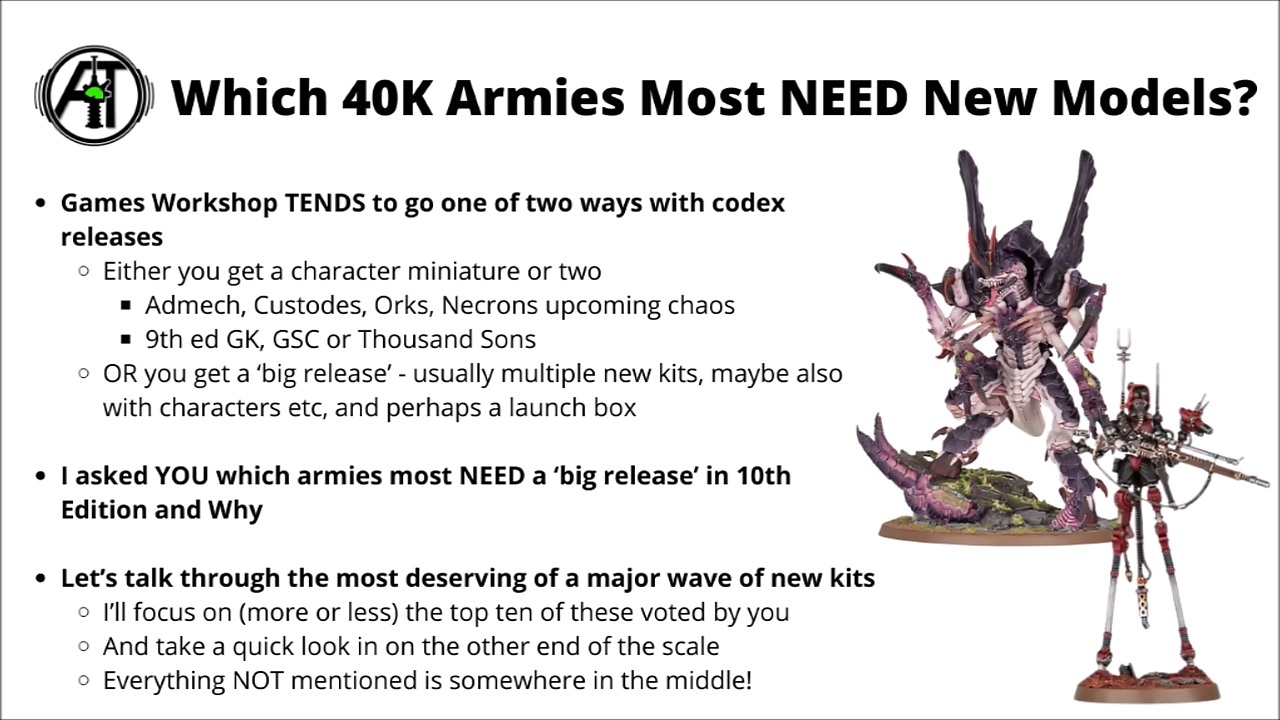 AT
Which 40K Armies Most NEED New Models?
• Games Workshop TENDS to go one of two ways with codex
releases
○ Either you get a character miniature or two
▪ Admech, Custodes, Orks, Necrons upcoming chaos
▪ 9th ed GK, GSC or Thousand Sons
○ OR you get a ‘big release’ - usually multiple new kits, maybe also
with characters etc, and perhaps a launch box
• I asked YOU which armies most NEED a ‘big release’ in 10th
Edition and Why
• Let’s talk through the most deserving of a major wave of new kits
○ I’ll focus on (more or less) the top ten of these voted by you
○ And take a quick look in on the other end of the scale
○ Everything NOT mentioned is somewhere in the middle!